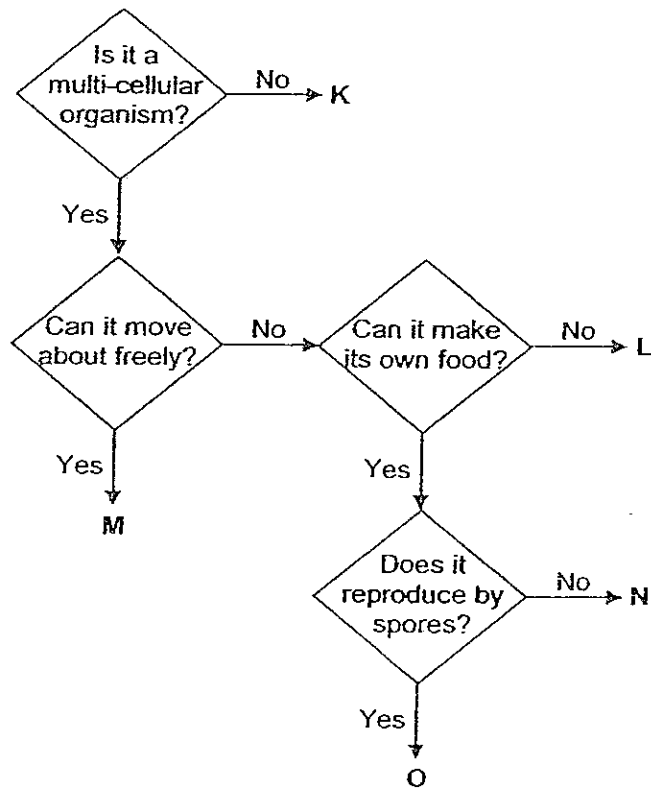 Is it a
multi-cellular
organism?
No
K
Yes
Can it move
about freely?
No
Can it make
its own food?
No
L
Yes
M
Yes
Does it
reproduce by
spores?
No
N
Yes
O